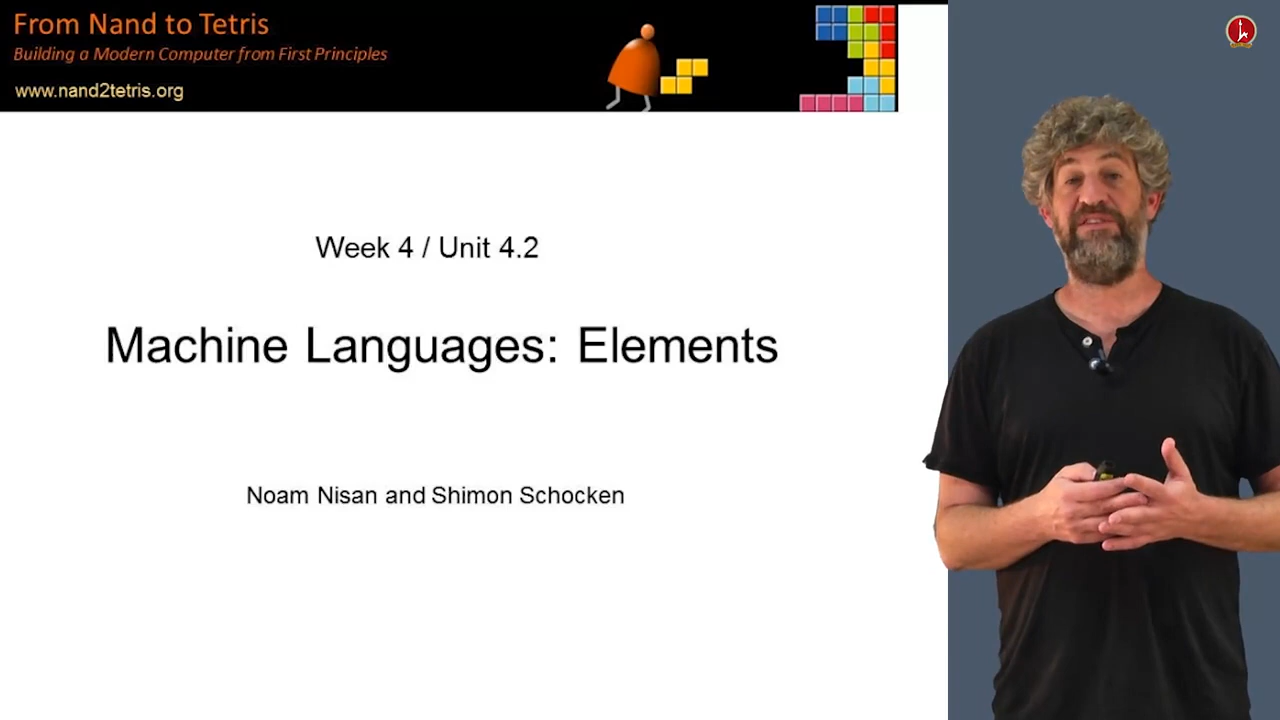 From Nand to Tetris
Building a Modern Computer from First Principles
www.nand2tetris.org
Week 4 / Unit 4.2
Machine Languages: Elements
Noam Nisan and Shimon Schocken